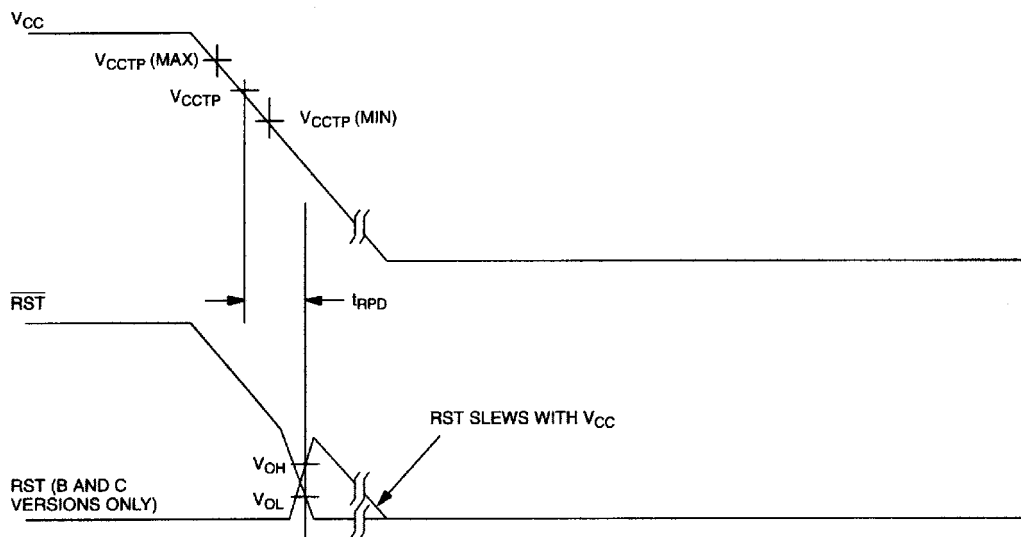 VCC
VCCTP (MAX)
VCCTP
VCCTP (MIN)
tRPD
RST
RST SLEWS WITH VCC
VOH
RST (B AND C
VERSIONS ONLY)
VOL